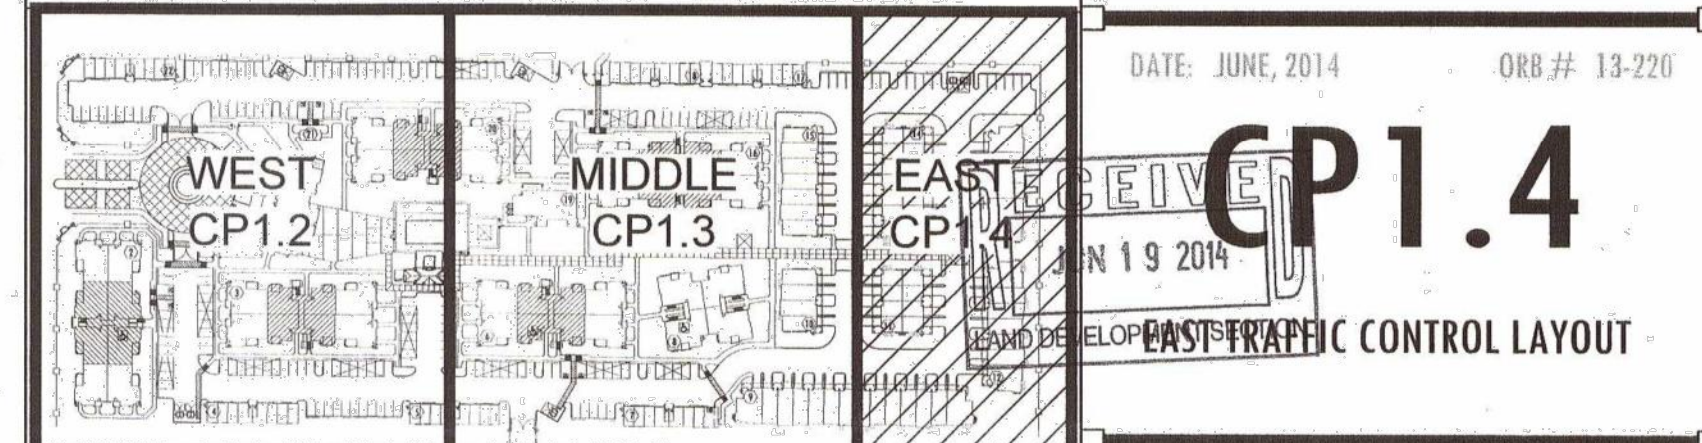 WEST
CP1.2
MIDDLE
CP1.3
EAST
CP1.4
DATE: JUNE, 2014
ORB # 13-220
CP1.4
RECEIVED
JUN 19 2014
LAND DEVELOPMENT SECTION
EAST TRAFFIC CONTROL LAYOUT